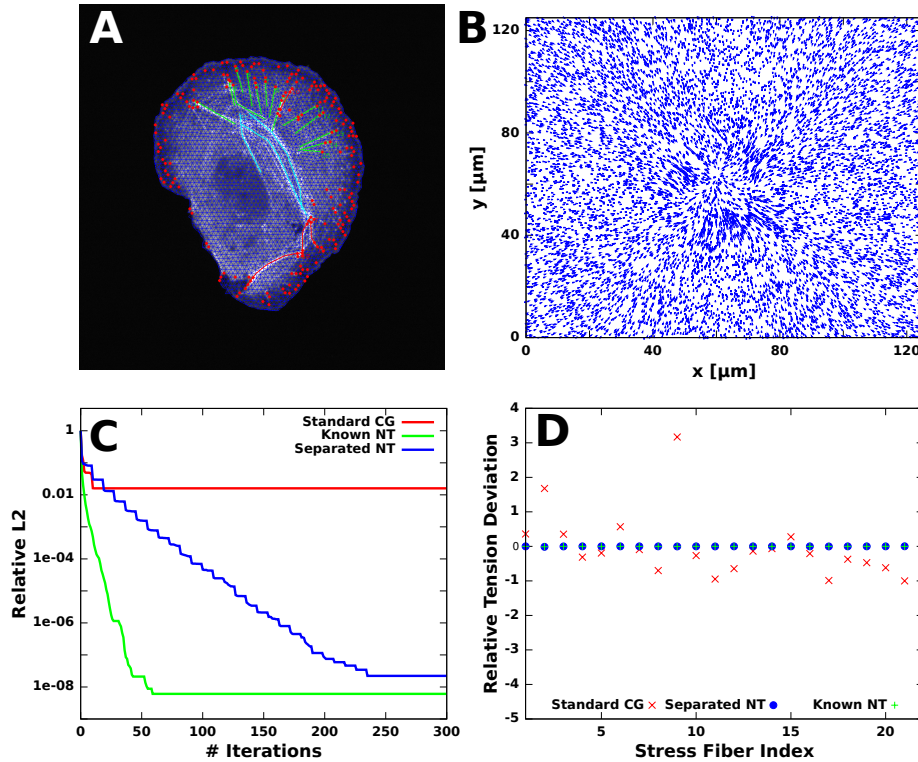 A
B
y [µm]
120
80
40
0
0 40 80 120
x [µm]
C
Standard CG
Known NT
Separated NT
Relative L2
1
0.01
1e-04
1e-06
1e-08
0 50 100 150 200 250 300
# Iterations
D
Relative Tension Deviation
4
3
2
1
0
-1
-2
-3
-4
-5
Standard CG Separated NT Known NT
5 10 15 20
Stress Fiber Index